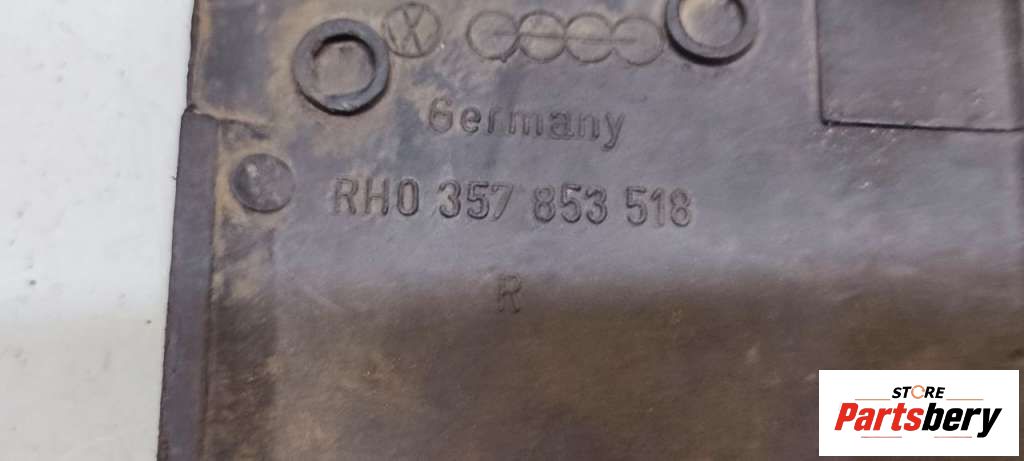 Germany
RH0 357 853 518
R
STORE
Partsbery